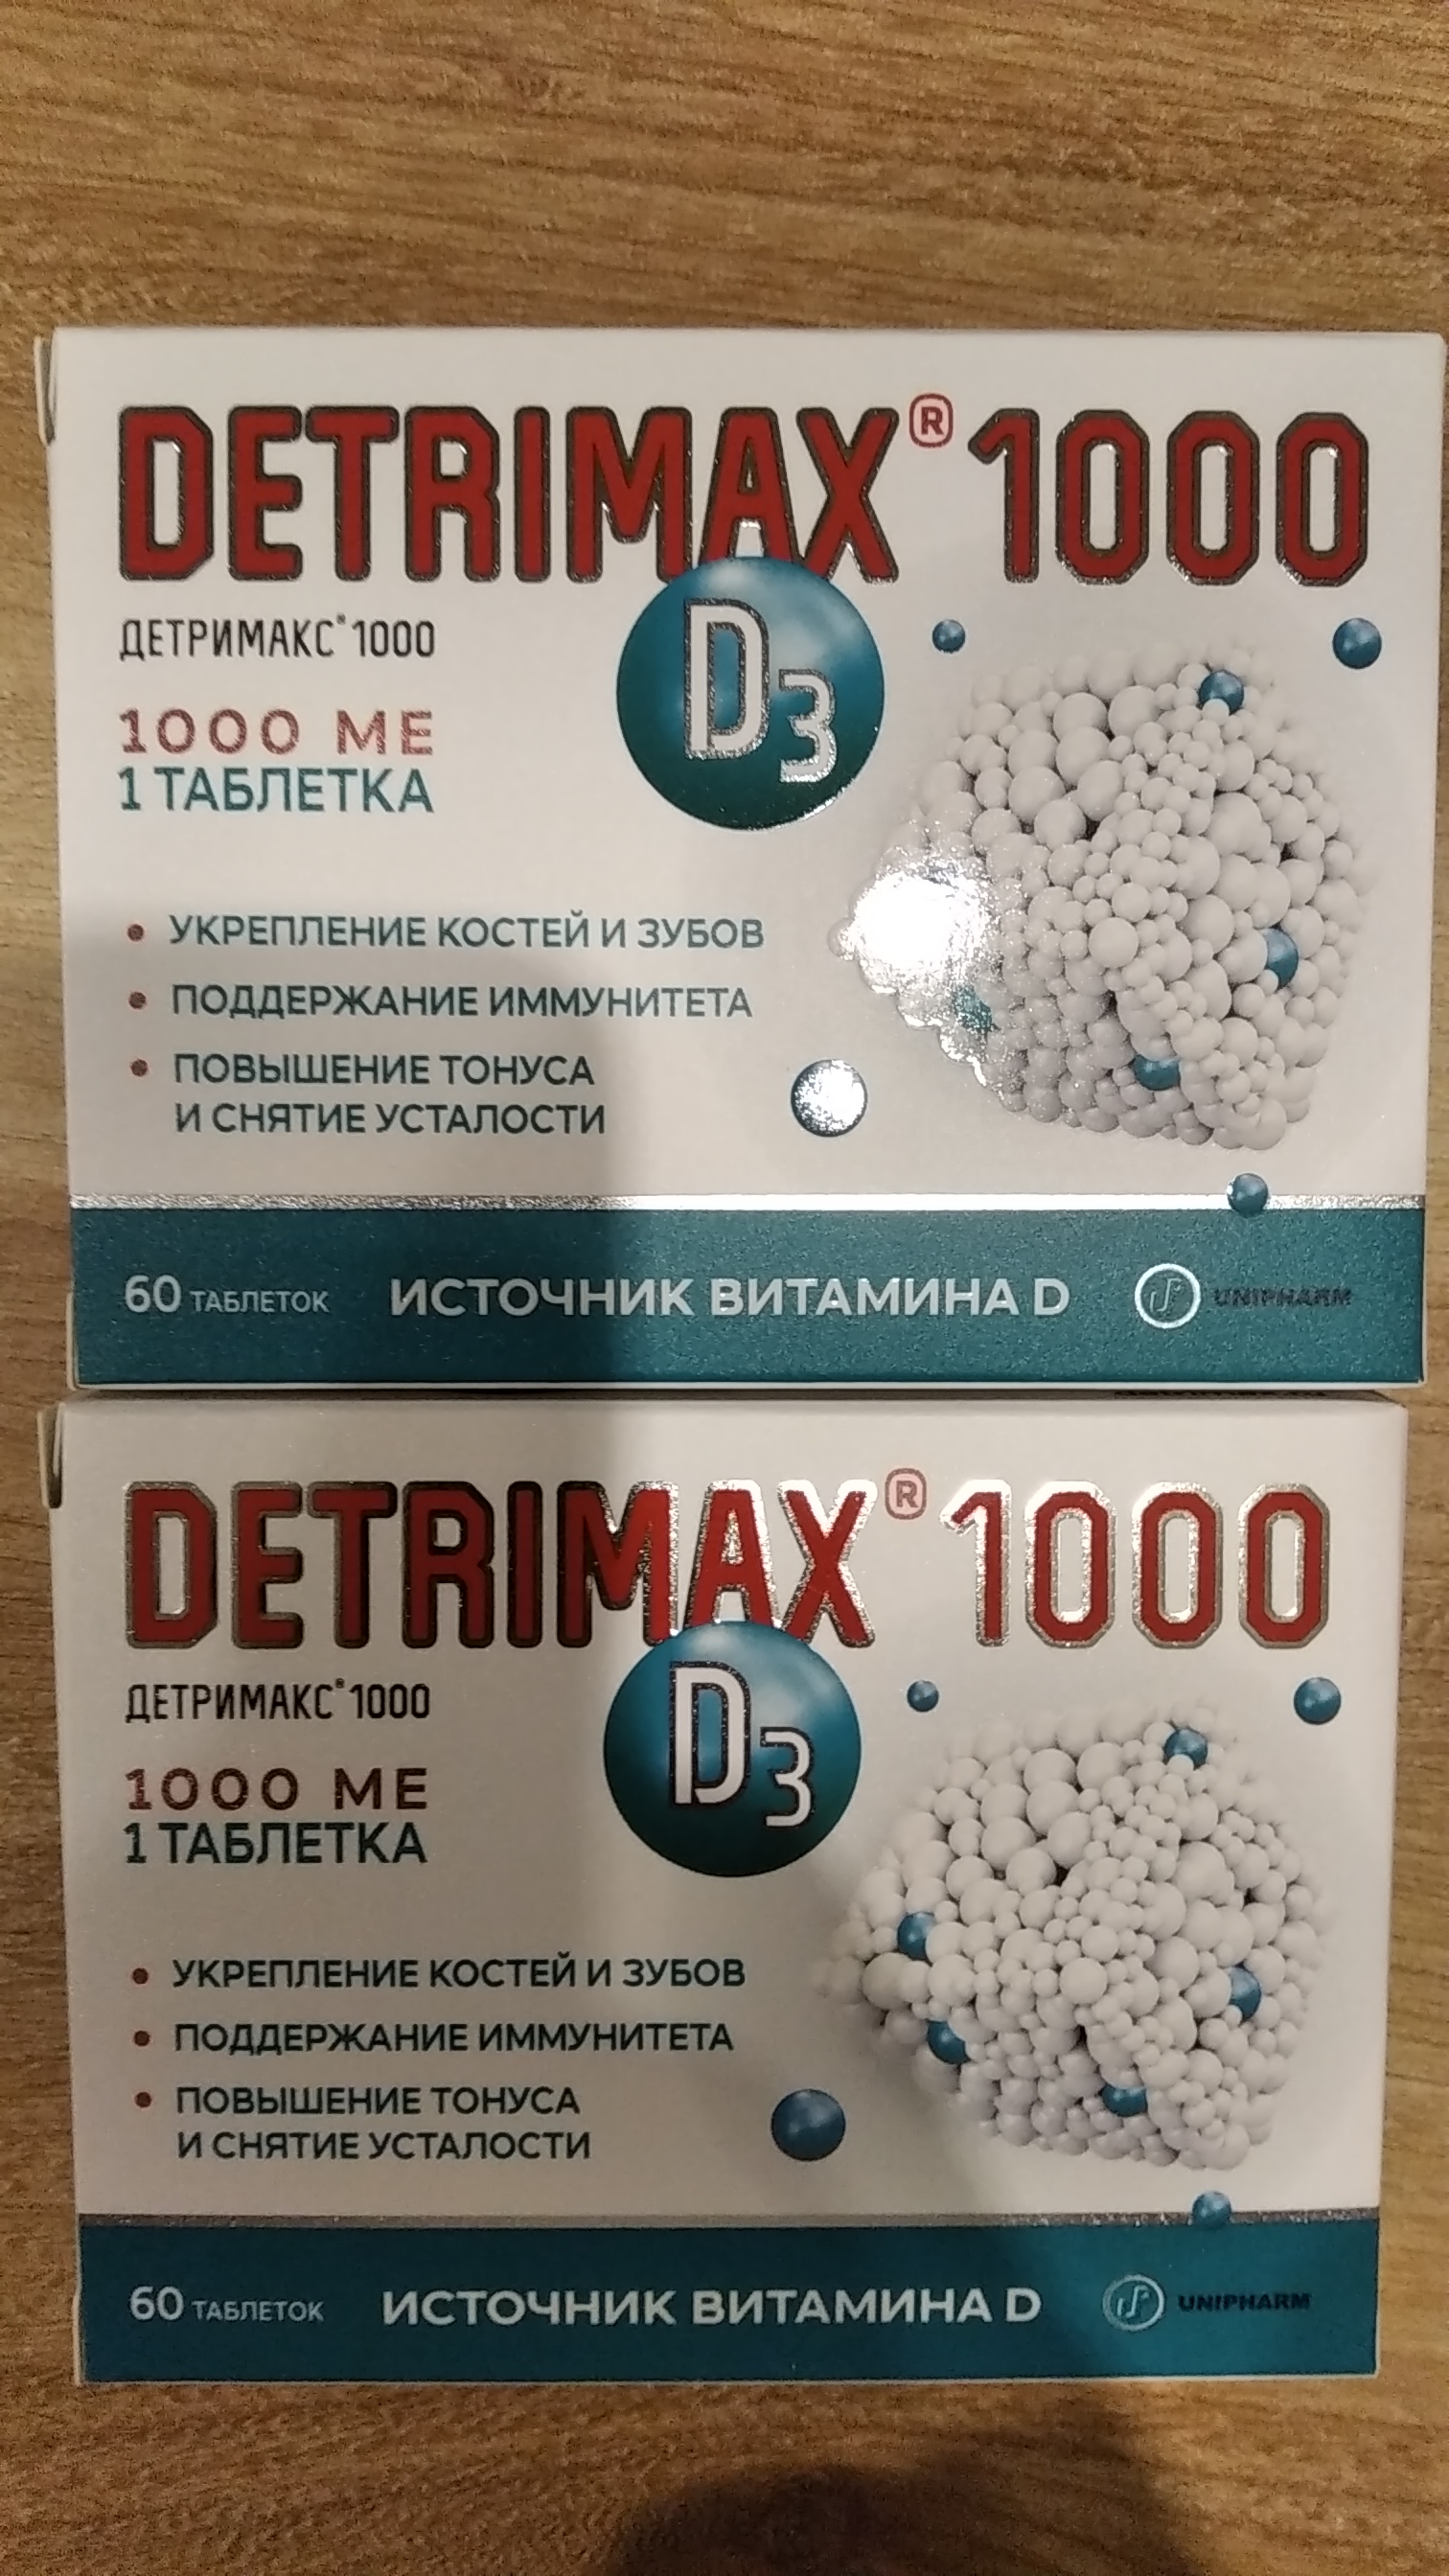 DETRIMAX® 1000
ДЕТРИМАКС® 1000
D3
1000 МЕ
1 ТАБЛЕТКА
• УКРЕПЛЕНИЕ КОСТЕЙ И ЗУБОВ
• ПОДДЕРЖАНИЕ ИММУНИТЕТА
• ПОВЫШЕНИЕ ТОНУСА
И СНЯТИЕ УСТАЛОСТИ
60 ТАБЛЕТОК ИСТОЧНИК ВИТАМИНА D UNIPHARM
DETRIMAX® 1000
ДЕТРИМАКС® 1000
D3
1000 МЕ
1 ТАБЛЕТКА
• УКРЕПЛЕНИЕ КОСТЕЙ И ЗУБОВ
• ПОДДЕРЖАНИЕ ИММУНИТЕТА
• ПОВЫШЕНИЕ ТОНУСА
И СНЯТИЕ УСТАЛОСТИ
60 ТАБЛЕТОК ИСТОЧНИК ВИТАМИНА D UNIPHARM